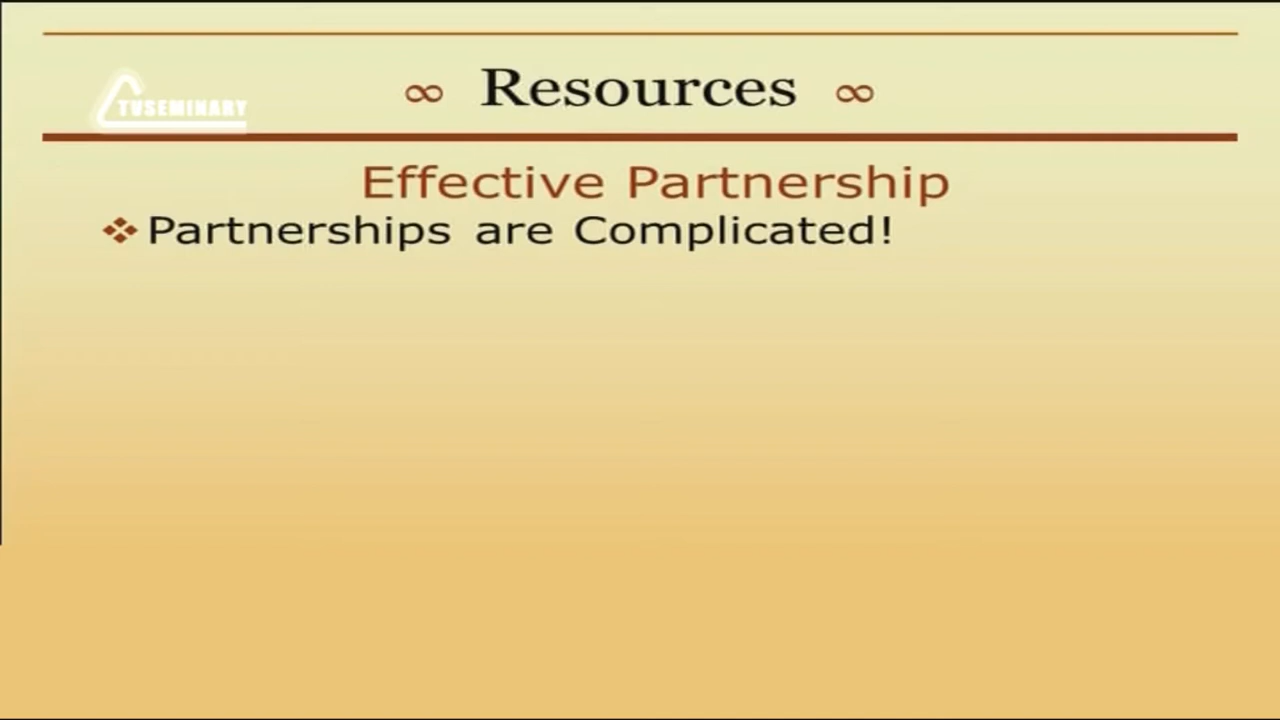 TVSEMINARY
∞ Resources ∞
Effective Partnership
❖ Partnerships are Complicated!